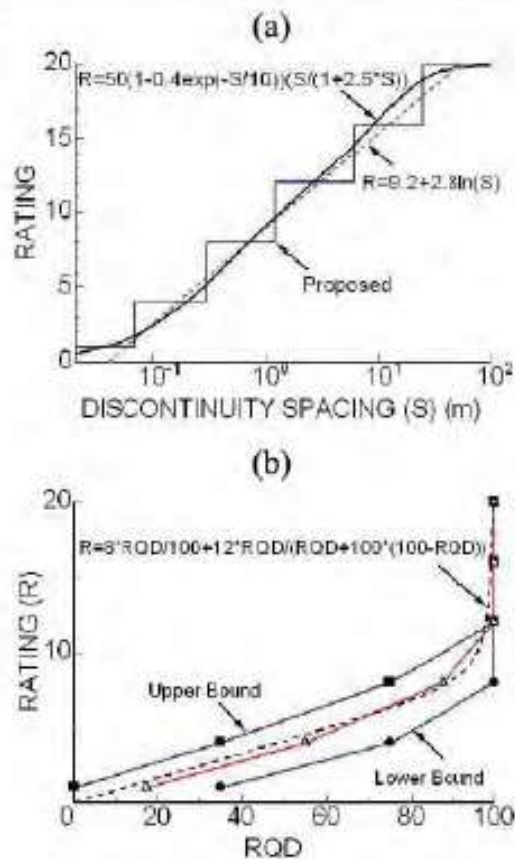 (a)
20
R=50(1-0.4exp(-S/10))(S/(1+2.5*S))
15
R=9.2+2.8ln(S)
RATING
10
Proposed
5
0
10⁻¹ 10⁰ 10¹ 10²
DISCONTINUITY SPACING (S) (m)
(b)
20
R=8*RQD/100+12*RQD/(RQD+100*(100-RQD))
RATING (R)
10
Upper Bound
Lower Bound
0 20 40 60 80 100
RQD